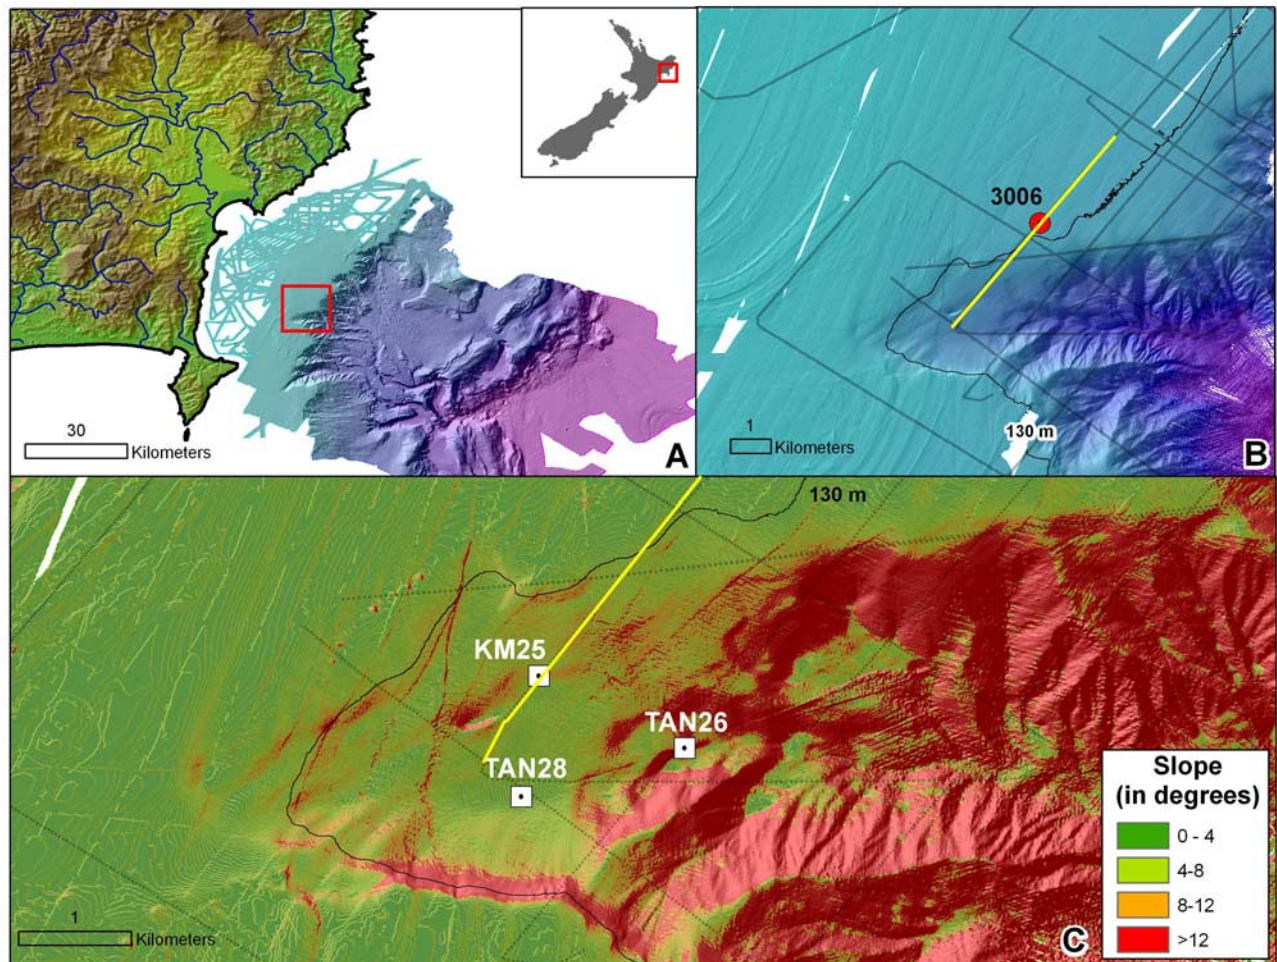 30
Kilometers
A
3006
130 m
1
Kilometers
B
130 m
KM25
TAN26
TAN28
1
Kilometers
C
Slope
(in degrees)
0 - 4
4-8
8-12
>12